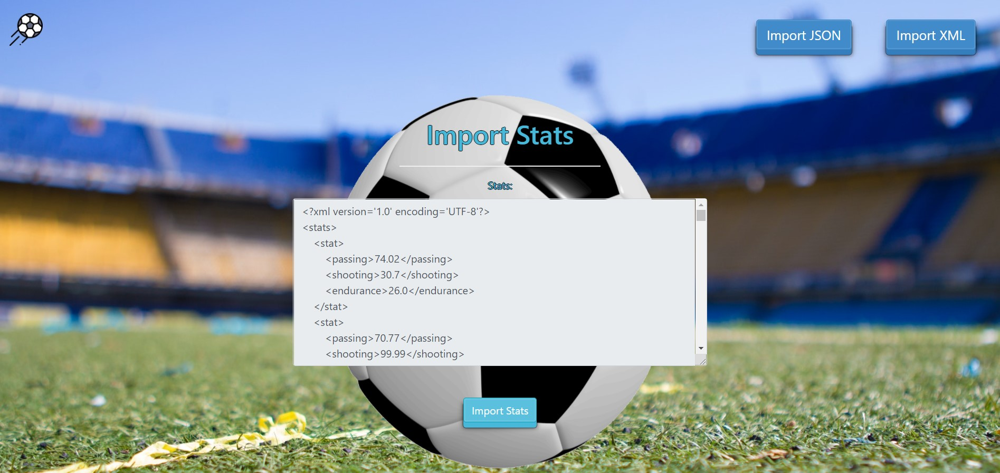 Import JSON
Import XML
Import Stats
Stats:
<?xml version='1.0' encoding='UTF-8'?>
<stats>
    <stat>
        <passing>74.02</passing>
        <shooting>30.7</shooting>
        <endurance>26.0</endurance>
    </stat>
    <stat>
        <passing>70.77</passing>
        <shooting>99.99</shooting>
Import Stats